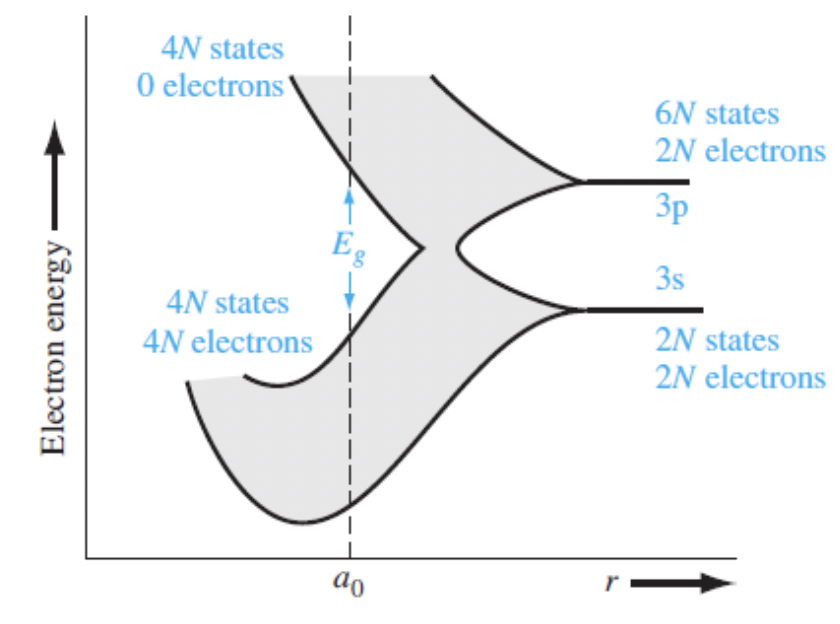 4N states
0 electrons
6N states
2N electrons
3p
E_g
3s
4N states
4N electrons
2N states
2N electrons
Electron energy
a_0
r